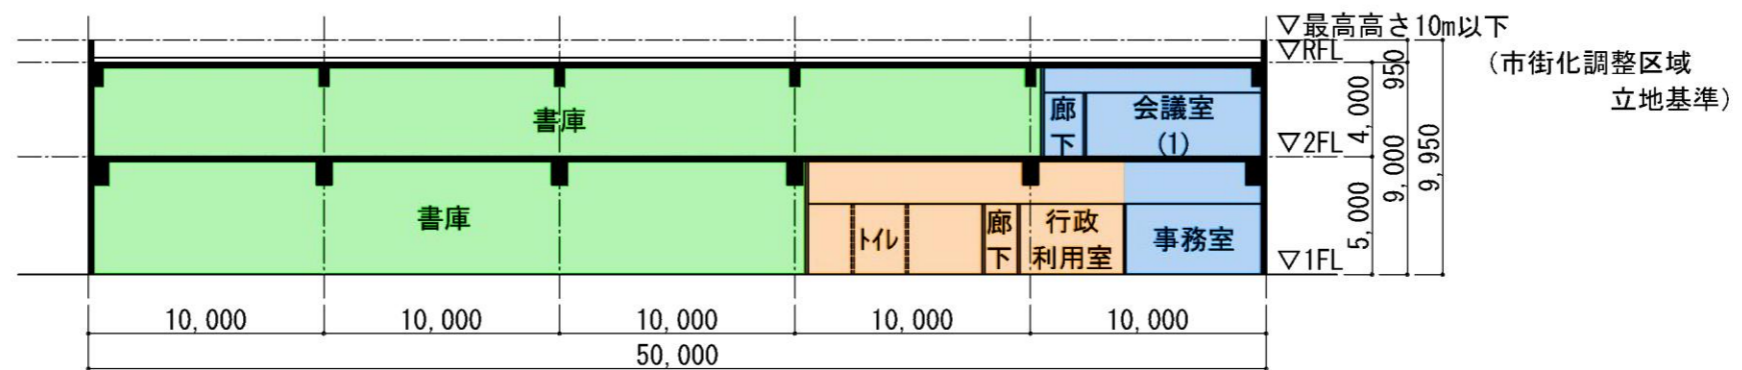 ▽最高高さ10m以下
(市街化調整区域
立地基準)
▽RFL
950
書庫
廊
下
会議室
(1)
4,000
▽2FL
9,000
9,950
書庫
ﾄｲﾚ
廊
下
行政
利用室
事務室
5,000
▽1FL
10,000
10,000
10,000
10,000
10,000
50,000